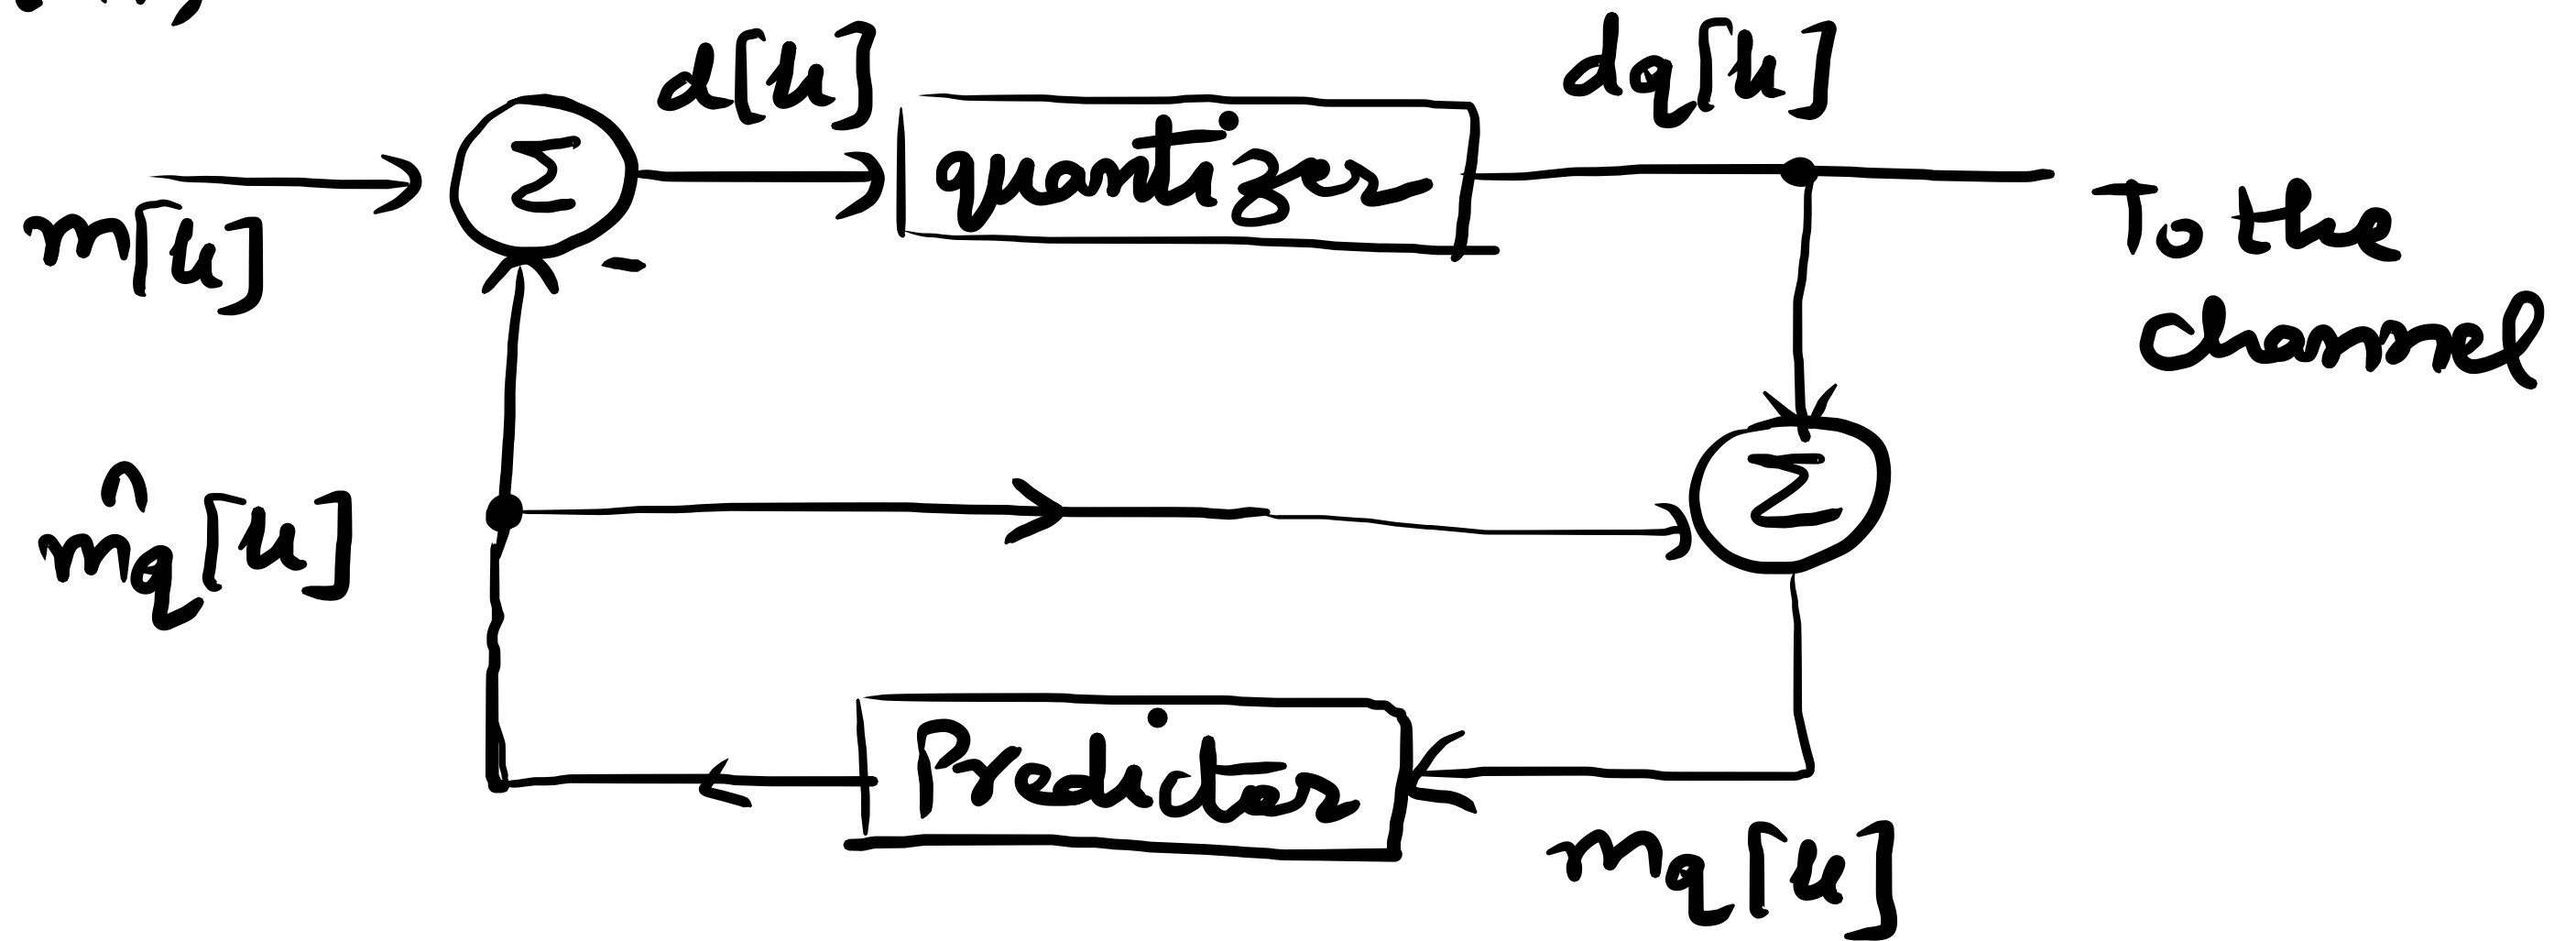 d[k]
dq[k]
Σ
quantizer
m[k]
To the
channel
Σ
m̂q[k]
Predictor
mq[k]